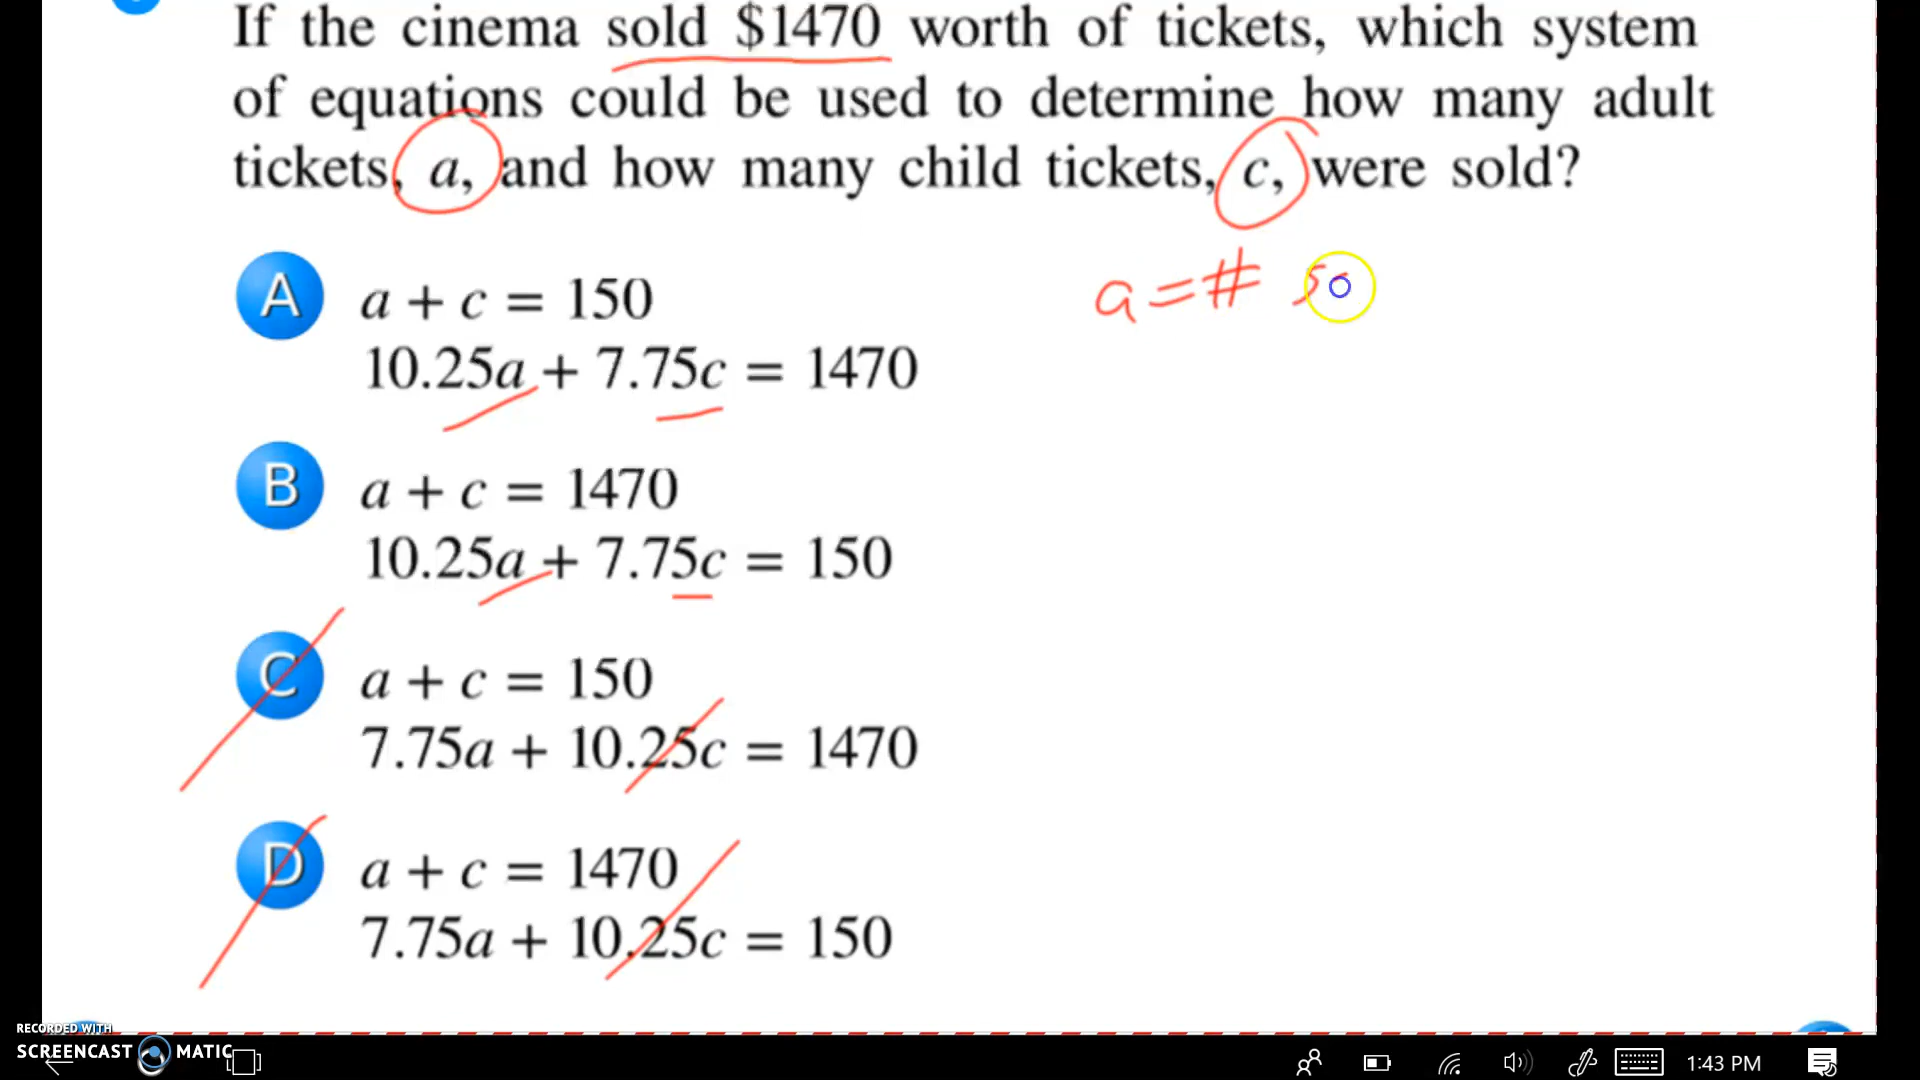 If the cinema sold $1470 worth of tickets, which system
of equations could be used to determine how many adult
tickets, a, and how many child tickets, c, were sold?
a = # so
A a + c = 150
10.25a + 7.75c = 1470
B a + c = 1470
10.25a + 7.75c = 150
C a + c = 150
7.75a + 10.25c = 1470
D a + c = 1470
7.75a + 10.25c = 150
RECORDED WITH
SCREENCAST MATIC
1:43 PM